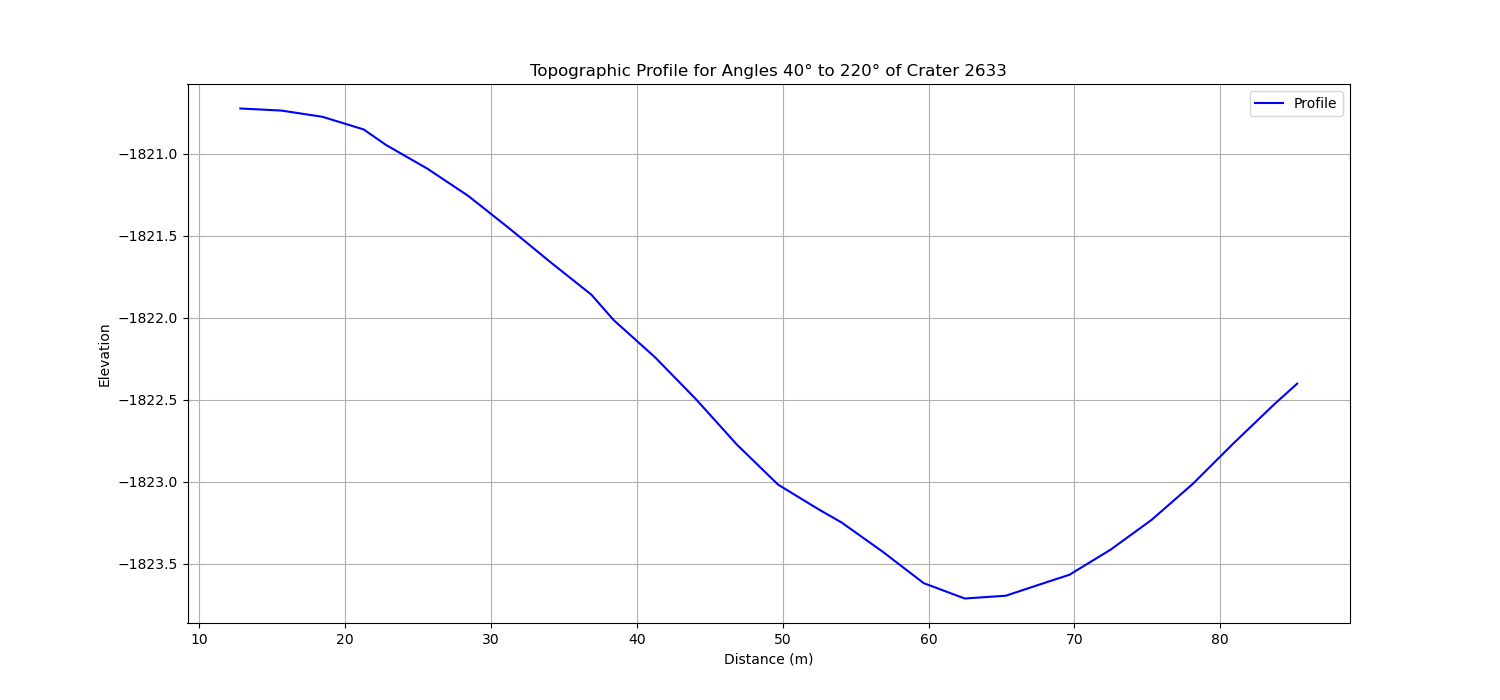 Topographic Profile for Angles 40° to 220° of Crater 2633
Profile
−1821.0
−1821.5
−1822.0
−1822.5
−1823.0
−1823.5
Elevation
10 20 30 40 50 60 70 80
Distance (m)